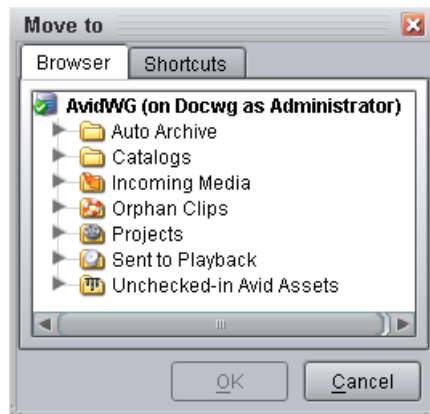 Move to
Browser Shortcuts
AvidWG (on Docwg as Administrator)
Auto Archive
Catalogs
Incoming Media
Orphan Clips
Projects
Sent to Playback
Unchecked-in Avid Assets
OK Cancel